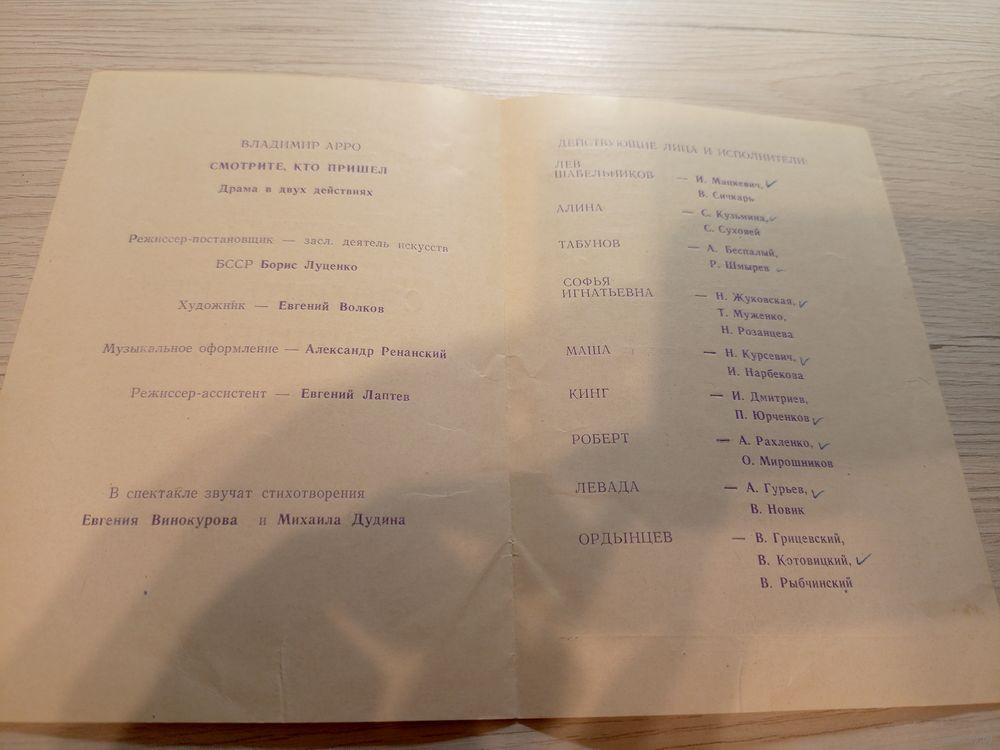 ВЛАДИМИР АРРО
СМОТРИТЕ, КТО ПРИШЕЛ
Драма в двух действиях
Режиссер-постановщик — засл. деятель искусств
БССР Борис Луценко
Художник — Евгений Волков
Музыкальное оформление — Александр Ренанский
Режиссер-ассистент — Евгений Лаптев
В спектакле звучат стихотворения
Евгения Винокурова и Михаила Дудина
ДЕЙСТВУЮЩИЕ ЛИЦА И ИСПОЛНИТЕЛИ:
ЛЕВ
ШАБЕЛЬНИКОВ — И. Мацкевич,
В. Сичкарь
АЛИНА — С. Кузьмина,
С. Суховей
ТАБУНОВ — А. Беспалый,
Р. Шмырев
СОФЬЯ
ИГНАТЬЕВНА — Н. Жуковская,
Т. Муженко,
Н. Розанцева
МАША — Н. Курсевич,
И. Нарбекова
КИНГ — И. Дмитриев,
П. Юрченков
РОБЕРТ — А. Рахленко,
О. Мирошников
ЛЕВАДА — А. Гурьев,
В. Новик
ОРДЫНЦЕВ — В. Грицевский,
В. Котовицкий,
В. Рыбчинский